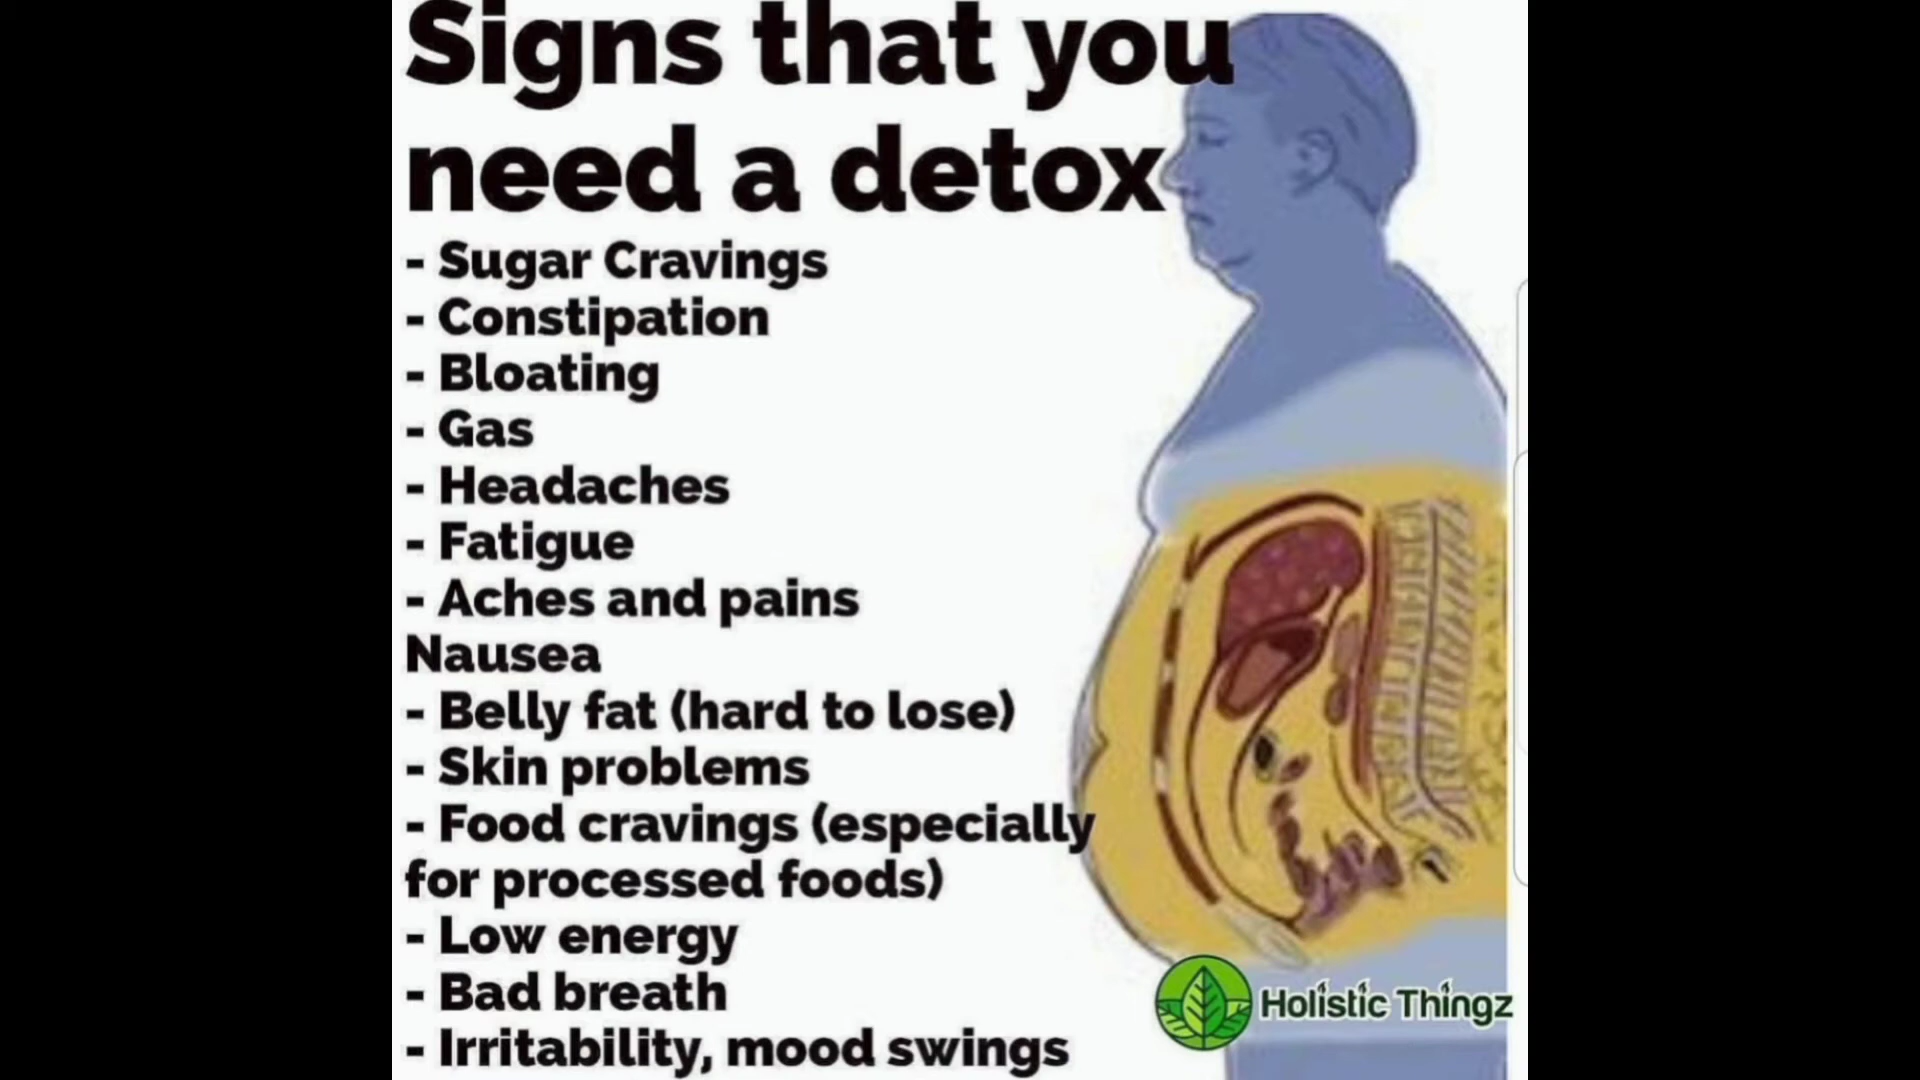 Signs that you
need a detox
- Sugar Cravings
- Constipation
- Bloating
- Gas
- Headaches
- Fatigue
- Aches and pains
Nausea
- Belly fat (hard to lose)
- Skin problems
- Food cravings (especially
for processed foods)
- Low energy
- Bad breath
- Irritability, mood swings
Holistic Thingz